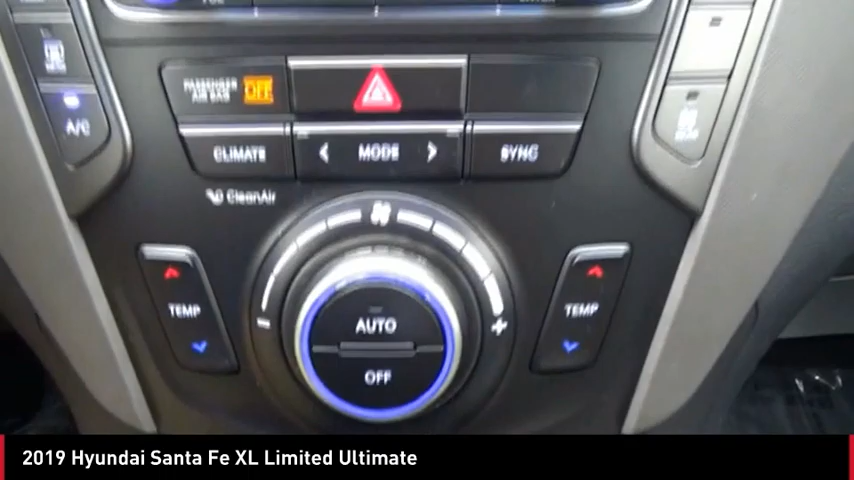 A/C
PASSENGER
AIR BAG OFF
CLIMATE
MODE
SYNC
CleanAir
TEMP
TEMP
AUTO
OFF
2019 Hyundai Santa Fe XL Limited Ultimate